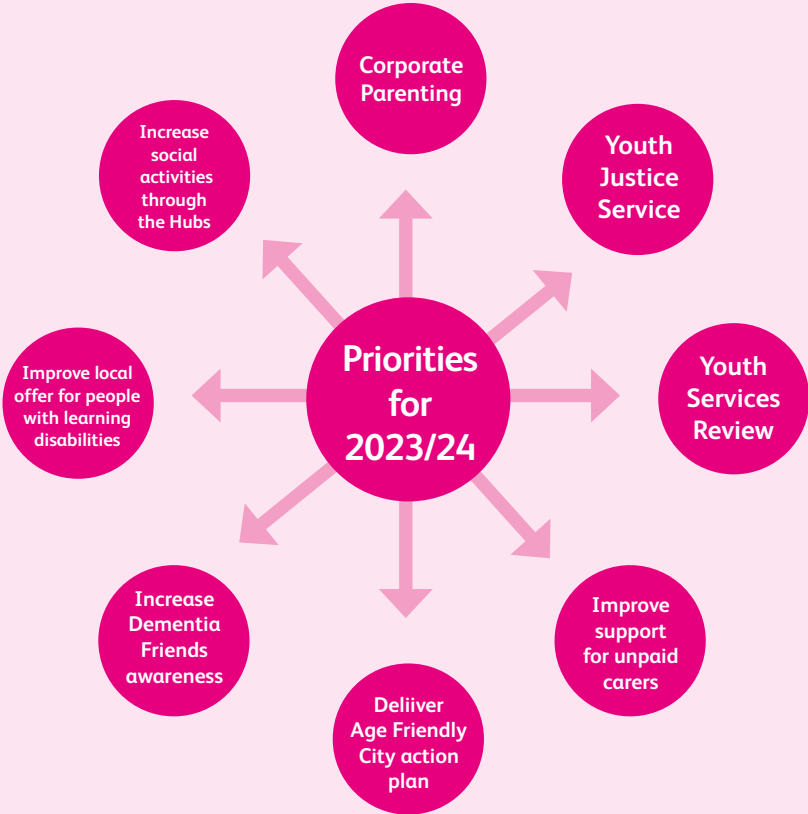 Priorities
for
2023/24
Corporate
Parenting
Youth
Justice
Service
Youth
Services
Review
Improve
support
for unpaid
carers
Deliiver
Age Friendly
City action
plan
Increase
Dementia
Friends
awareness
Improve local
offer for people
with learning
disabilities
Increase
social
activities
through
the Hubs